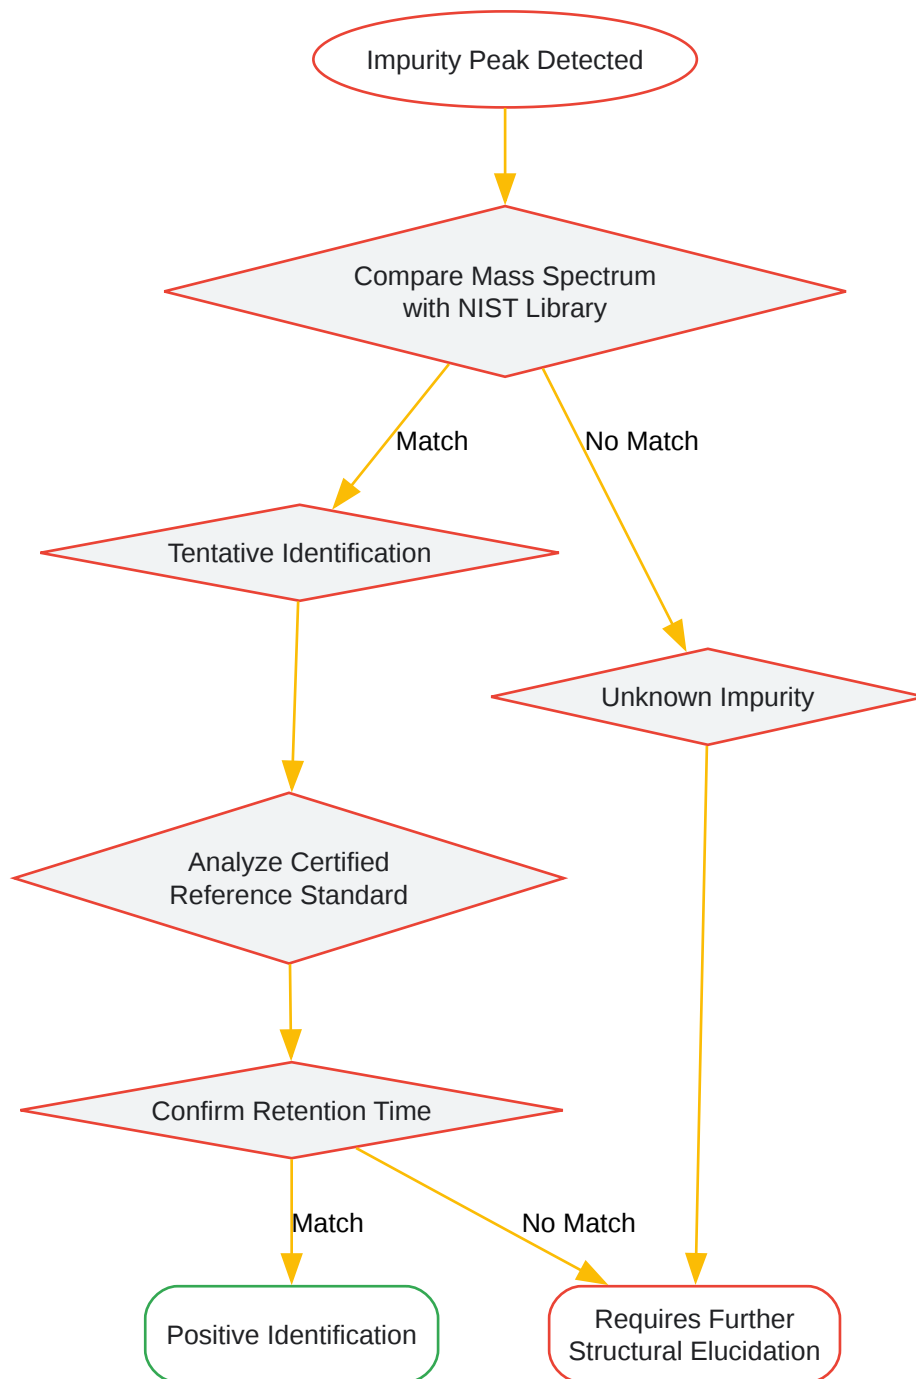 Impurity Peak Detected
Compare Mass Spectrum
with NIST Library
Match
No Match
Tentative Identification
Unknown Impurity
Analyze Certified
Reference Standard
Confirm Retention Time
Match
No Match
Positive Identification
Requires Further
Structural Elucidation